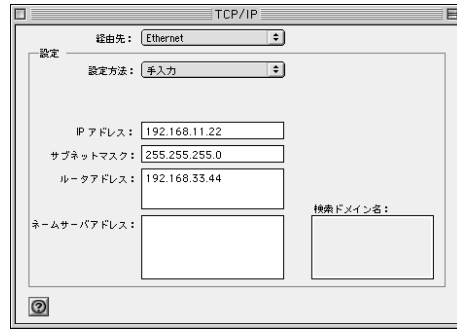 TCP/IP
経由先： Ethernet
設定
設定方法： 手入力
IP アドレス： 192.168.11.22
サブネットマスク： 255.255.255.0
ルータアドレス： 192.168.33.44
検索ドメイン名：
ネームサーバアドレス：
?